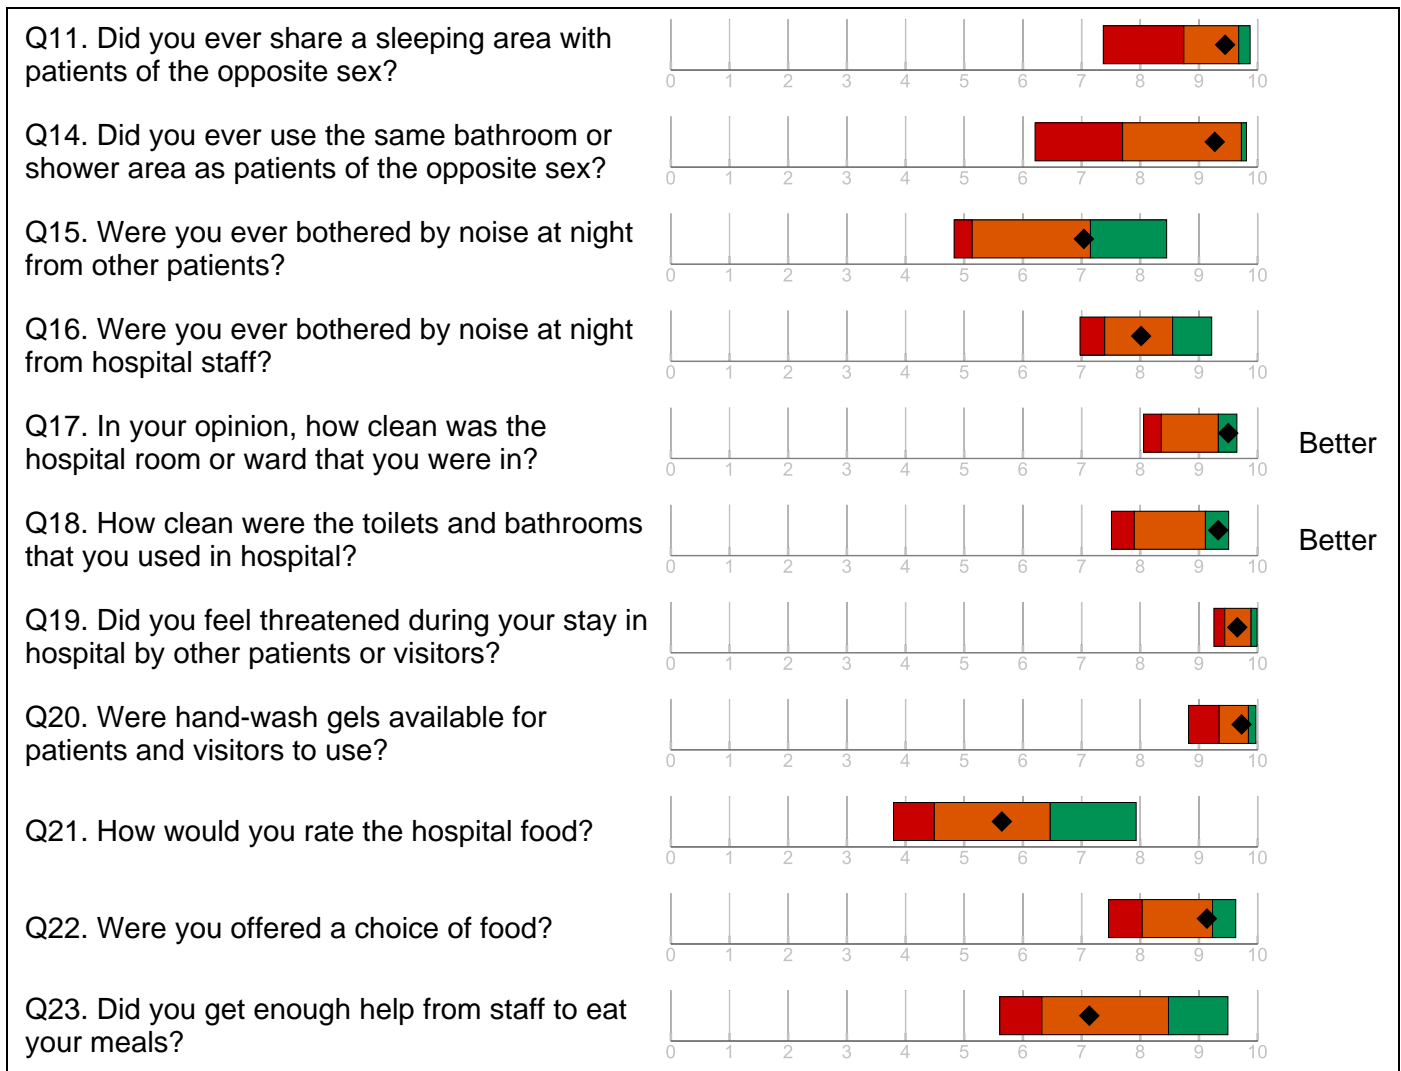 Q11. Did you ever share a sleeping area with
patients of the opposite sex?
0 1 2 3 4 5 6 7 8 9 10
Q14. Did you ever use the same bathroom or
shower area as patients of the opposite sex?
0 1 2 3 4 5 6 7 8 9 10
Q15. Were you ever bothered by noise at night
from other patients?
0 1 2 3 4 5 6 7 8 9 10
Q16. Were you ever bothered by noise at night
from hospital staff?
0 1 2 3 4 5 6 7 8 9 10
Q17. In your opinion, how clean was the
hospital room or ward that you were in?
Better
0 1 2 3 4 5 6 7 8 9 10
Q18. How clean were the toilets and bathrooms
that you used in hospital?
Better
0 1 2 3 4 5 6 7 8 9 10
Q19. Did you feel threatened during your stay in
hospital by other patients or visitors?
0 1 2 3 4 5 6 7 8 9 10
Q20. Were hand-wash gels available for
patients and visitors to use?
0 1 2 3 4 5 6 7 8 9 10
Q21. How would you rate the hospital food?
0 1 2 3 4 5 6 7 8 9 10
Q22. Were you offered a choice of food?
0 1 2 3 4 5 6 7 8 9 10
Q23. Did you get enough help from staff to eat
your meals?
0 1 2 3 4 5 6 7 8 9 10